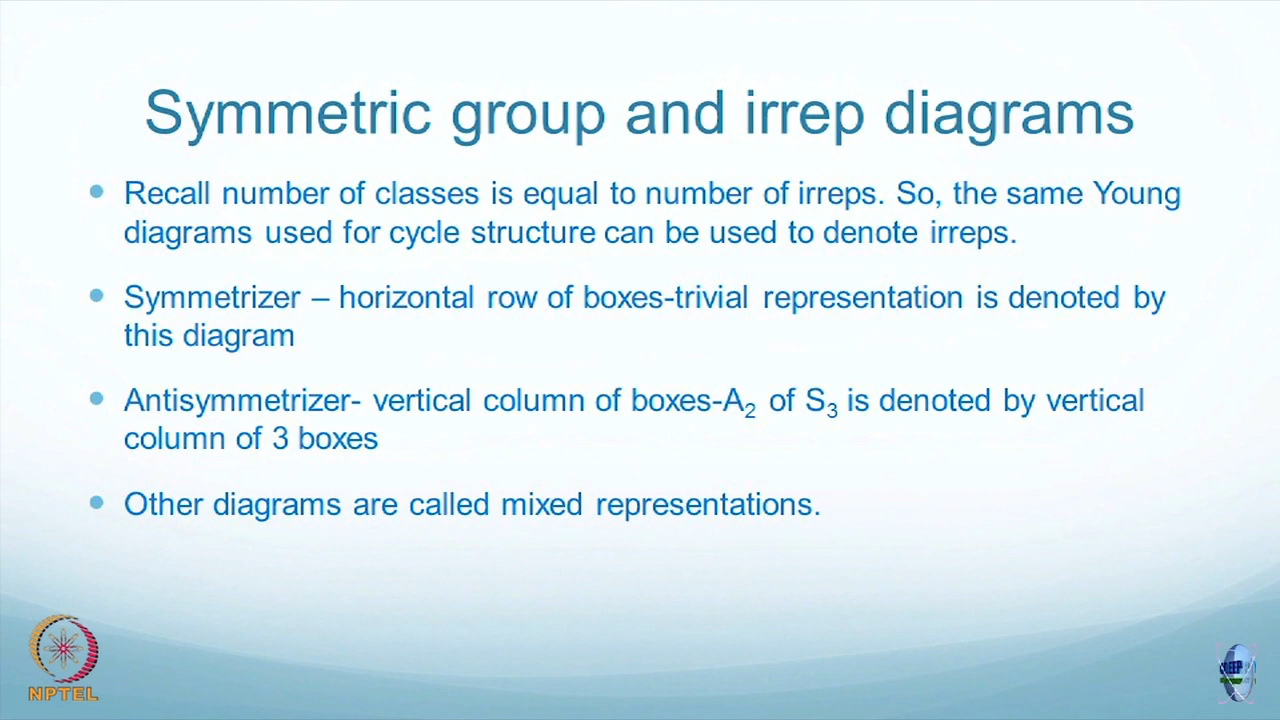 Symmetric group and irrep diagrams
Recall number of classes is equal to number of irreps. So, the same Young
diagrams used for cycle structure can be used to denote irreps.
Symmetrizer – horizontal row of boxes-trivial representation is denoted by
this diagram
Antisymmetrizer- vertical column of boxes-A₂ of S₃ is denoted by vertical
column of 3 boxes
Other diagrams are called mixed representations.
NPTEL